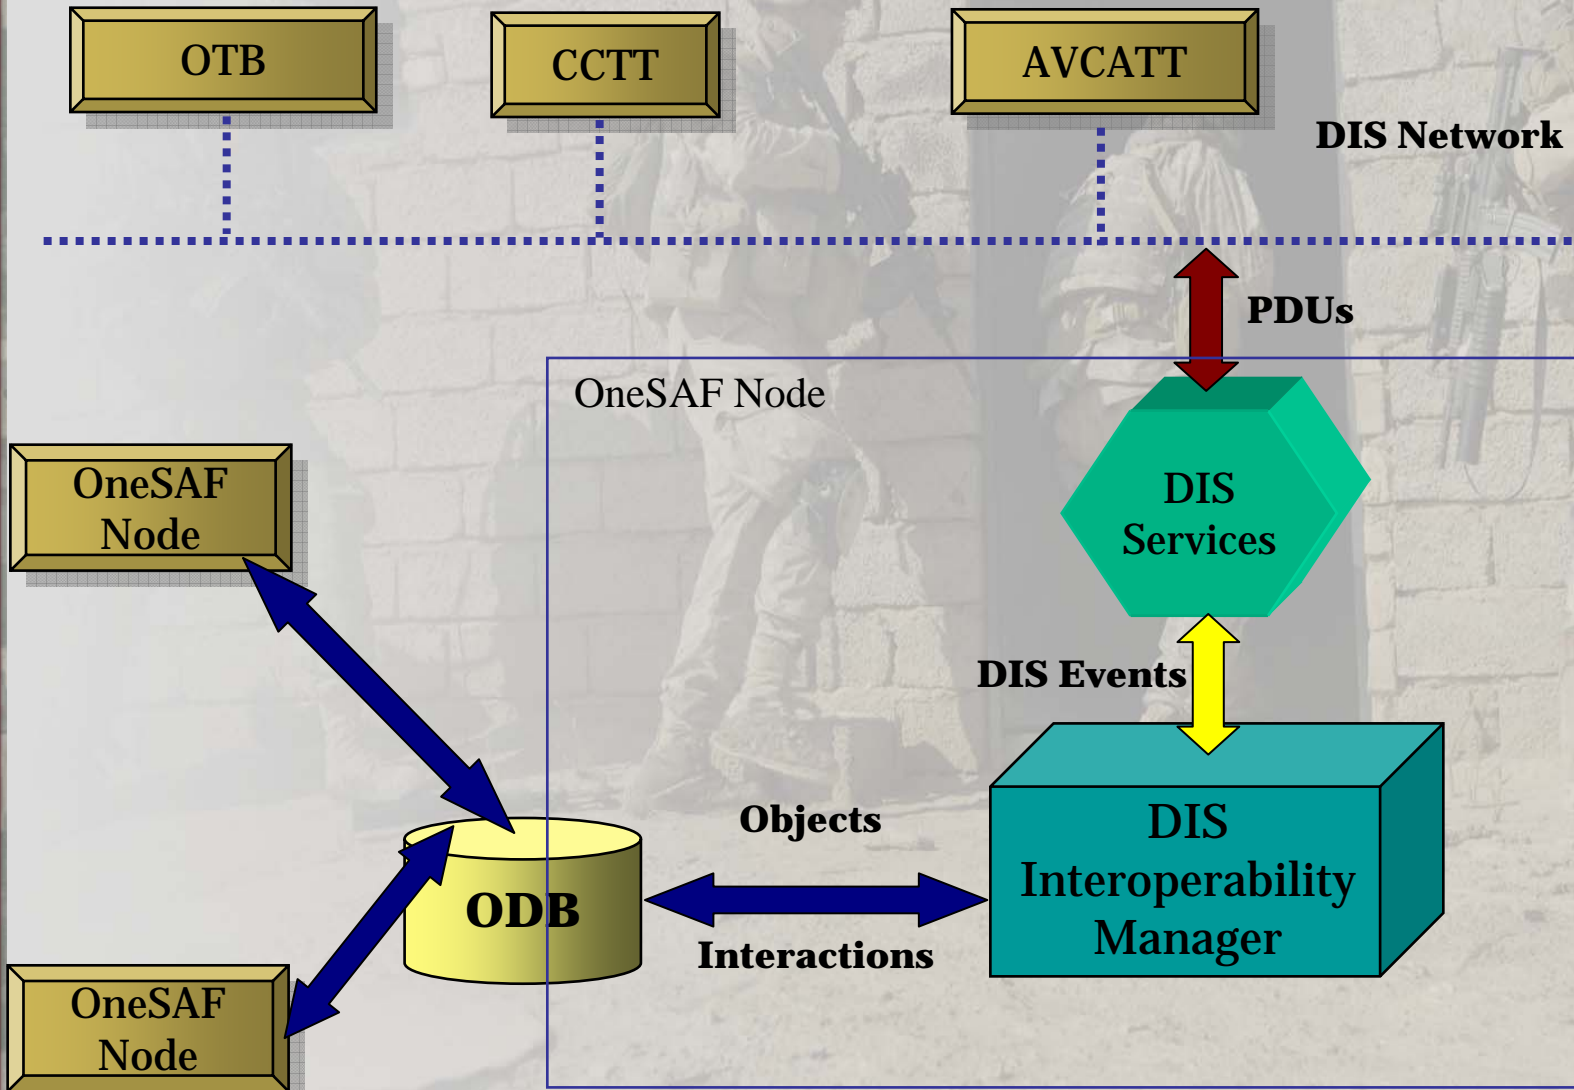 OTB
CCTT
AVCATT
DIS Network
PDUs
OneSAF Node
OneSAF
Node
DIS
Services
DIS Events
Objects
DIS
Interoperability
Manager
ODB
Interactions
OneSAF
Node